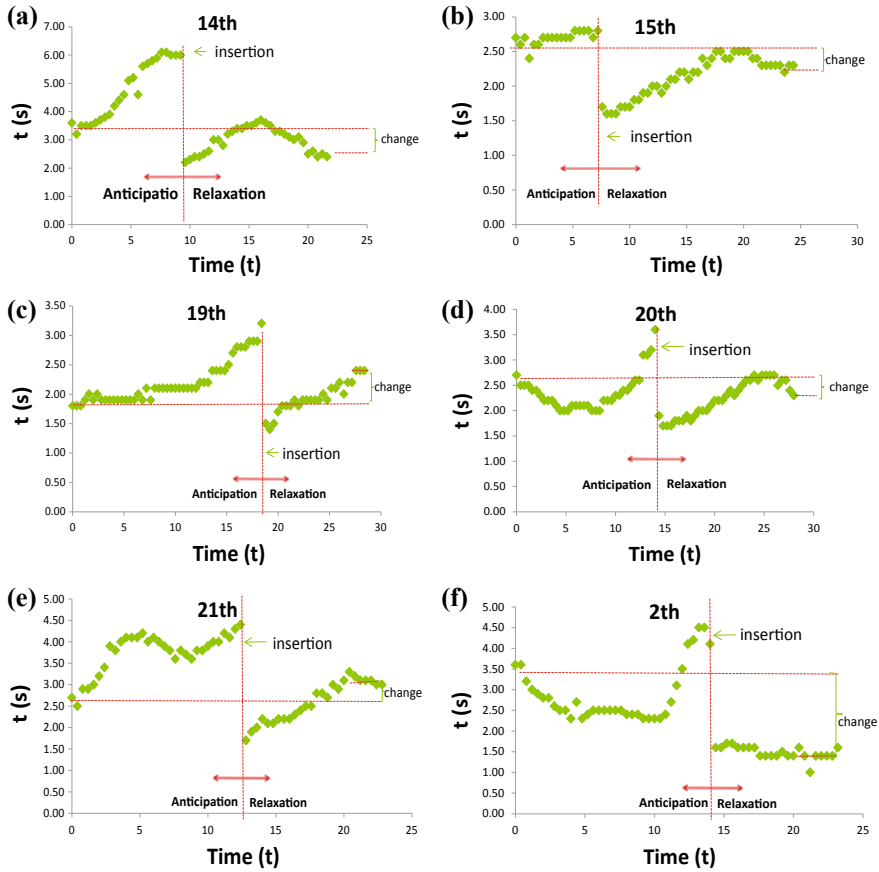 (a)
14th
t (s)
7.00
6.00
5.00
4.00
3.00
2.00
1.00
0.00
insertion
change
Anticipatio Relaxation
0 5 10 15 20 25
Time (t)
(b)
15th
t (s)
3.00
2.50
2.00
1.50
1.00
0.50
0.00
change
insertion
Anticipation Relaxation
0 5 10 15 20 25 30
Time (t)
(c)
19th
t (s)
3.50
3.00
2.50
2.00
1.50
1.00
0.50
0.00
change
insertion
Anticipation Relaxation
0 5 10 15 20 25 30
Time (t)
(d)
20th
t (s)
4.00
3.50
3.00
2.50
2.00
1.50
1.00
0.50
0.00
insertion
change
Anticipation Relaxation
0 5 10 15 20 25 30
Time (t)
(e)
21th
t (s)
5.00
4.50
4.00
3.50
3.00
2.50
2.00
1.50
1.00
0.50
0.00
insertion
change
Anticipation Relaxation
0 5 10 15 20 25
Time (t)
(f)
2th
t (s)
5.00
4.50
4.00
3.50
3.00
2.50
2.00
1.50
1.00
0.50
0.00
insertion
change
Anticipation Relaxation
0 5 10 15 20 25
Time (t)